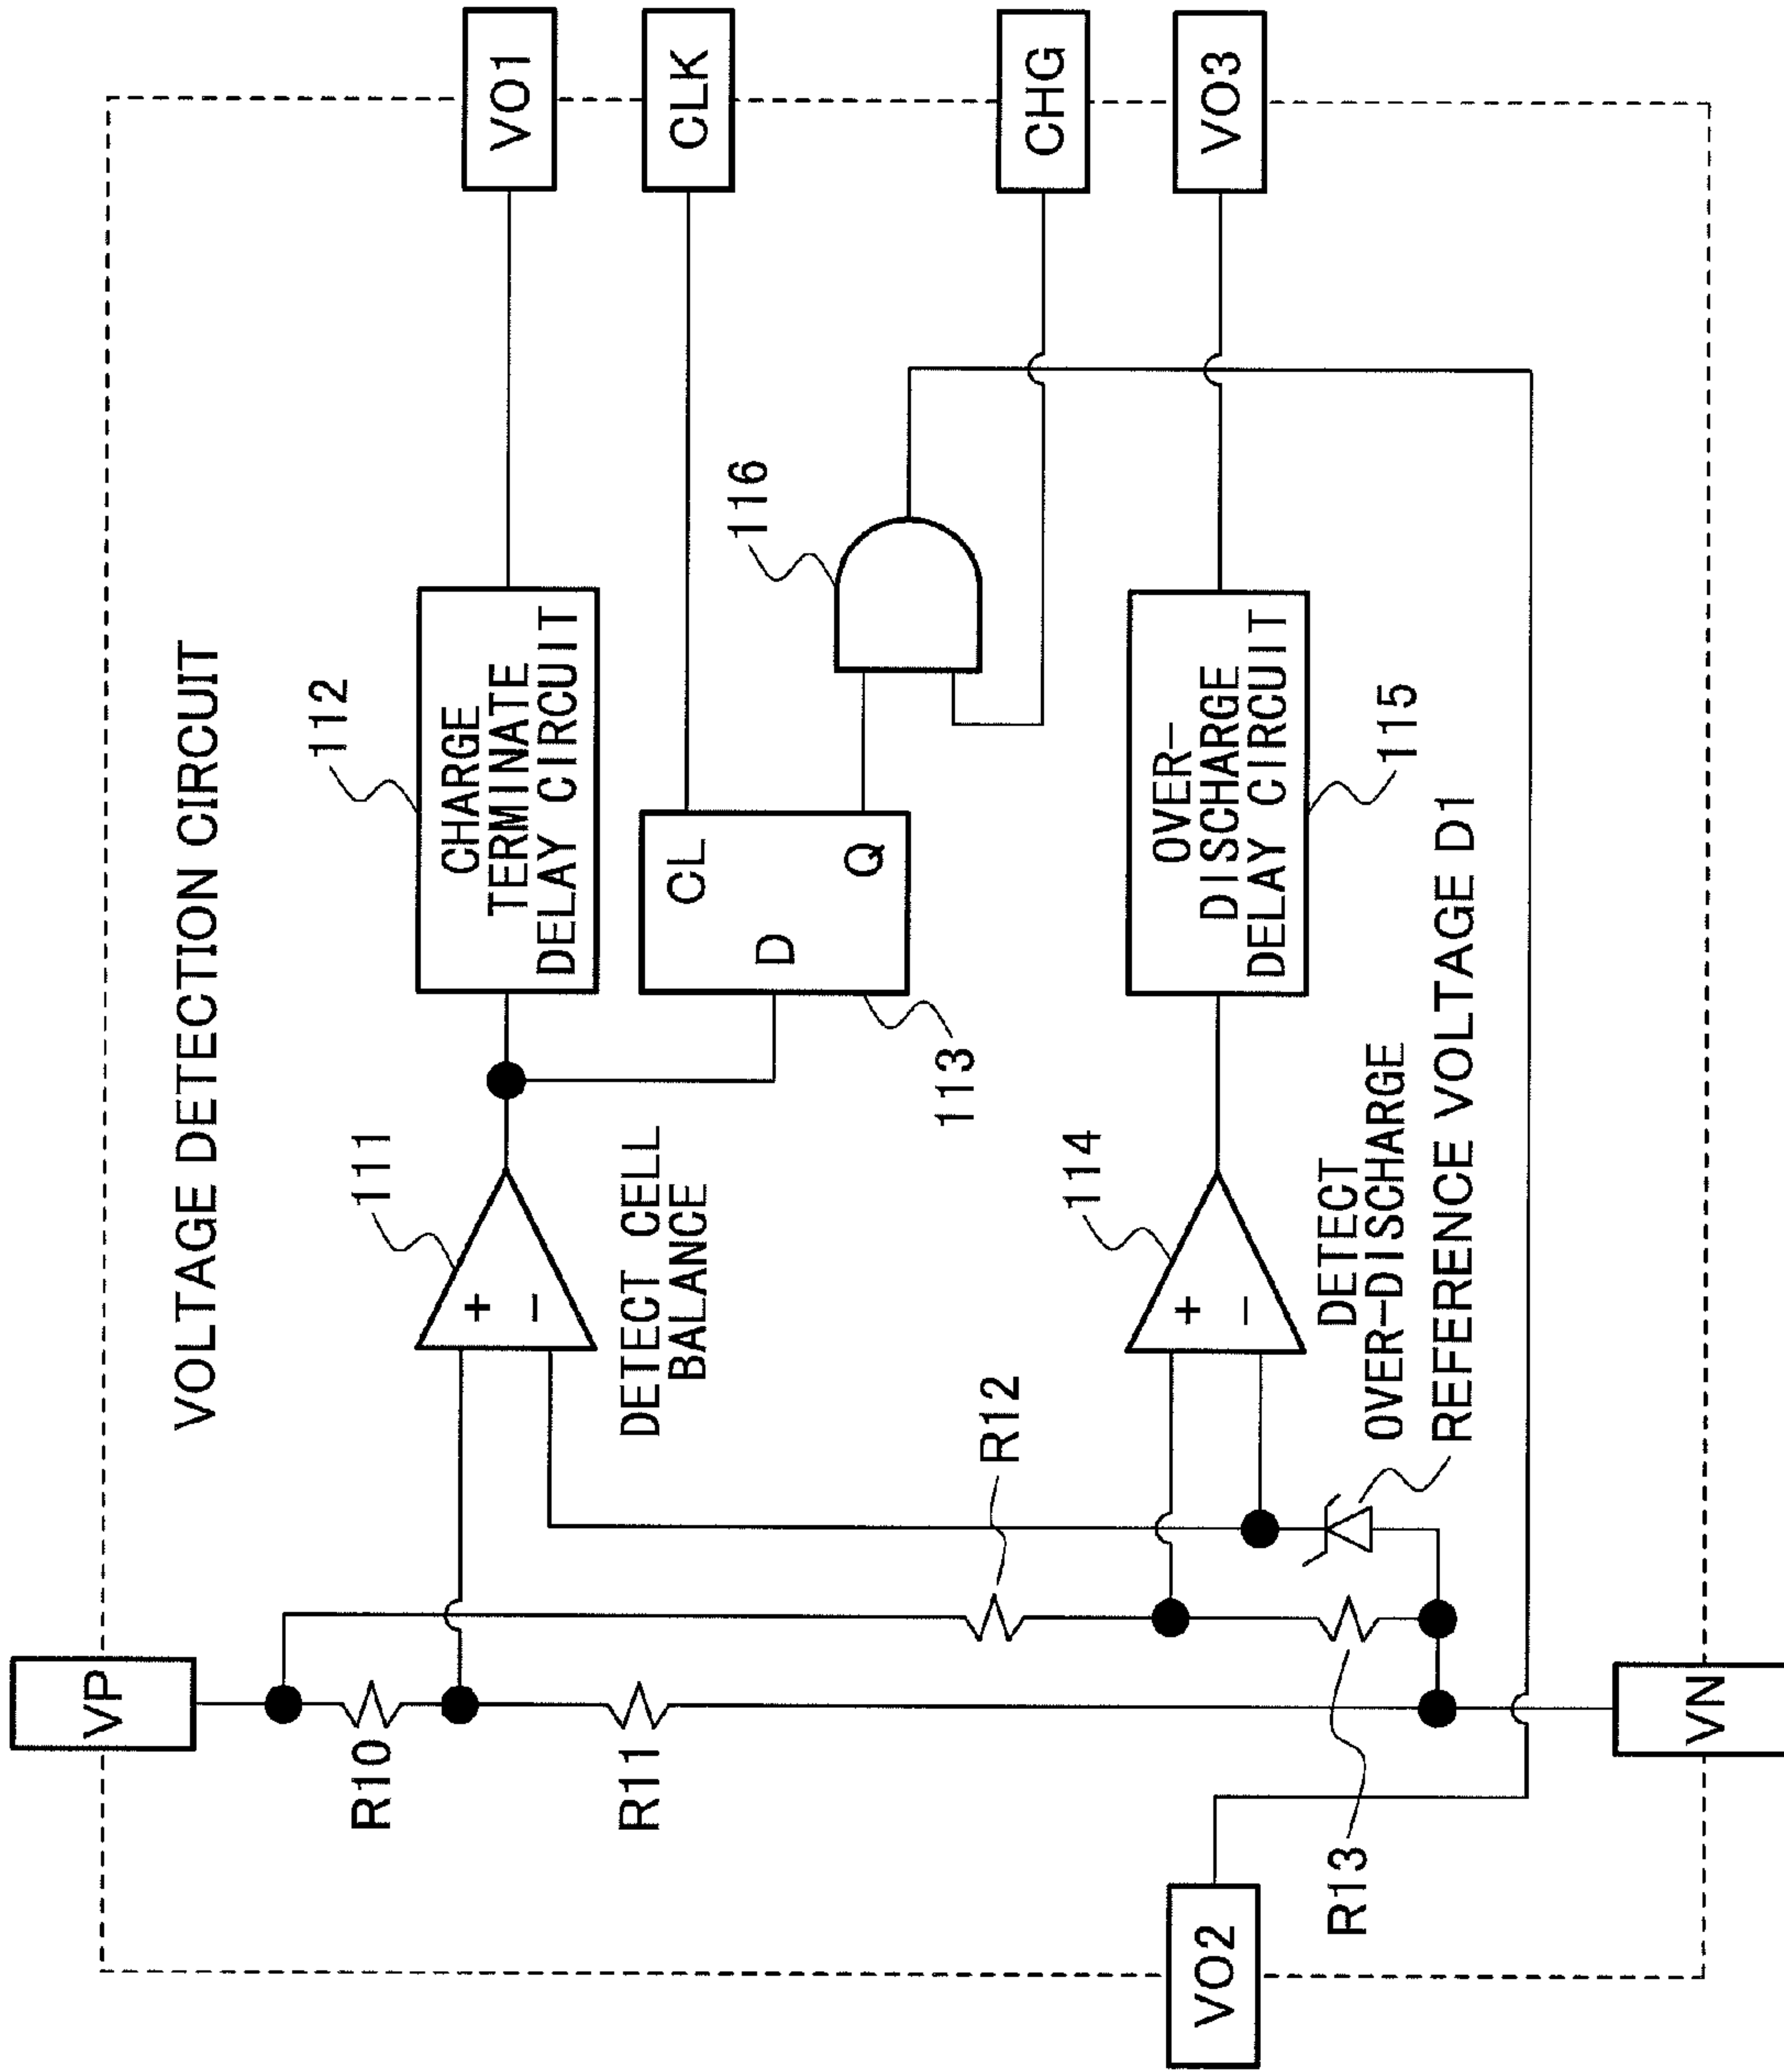 VOLTAGE DETECTION CIRCUIT
VP
R10
R11
R12
R13
VO2
VN
111
+
−
DETECT CELL
BALANCE
112
CHARGE
TERMINATE
DELAY CIRCUIT
VO1
CL
D
Q
113
CLK
116
CHG
114
+
−
DETECT
OVER-DISCHARGE
REFERENCE VOLTAGE D1
OVER-
DISCHARGE
DELAY CIRCUIT
115
VO3